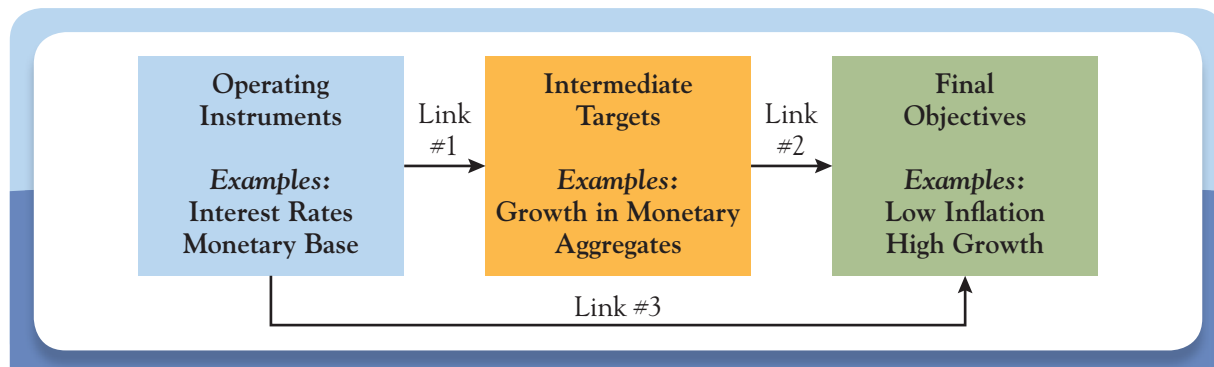 Operating
Instruments
Examples:
Interest Rates
Monetary Base
Link
#1
Intermediate
Targets
Examples:
Growth in Monetary
Aggregates
Link
#2
Final
Objectives
Examples:
Low Inflation
High Growth
Link #3